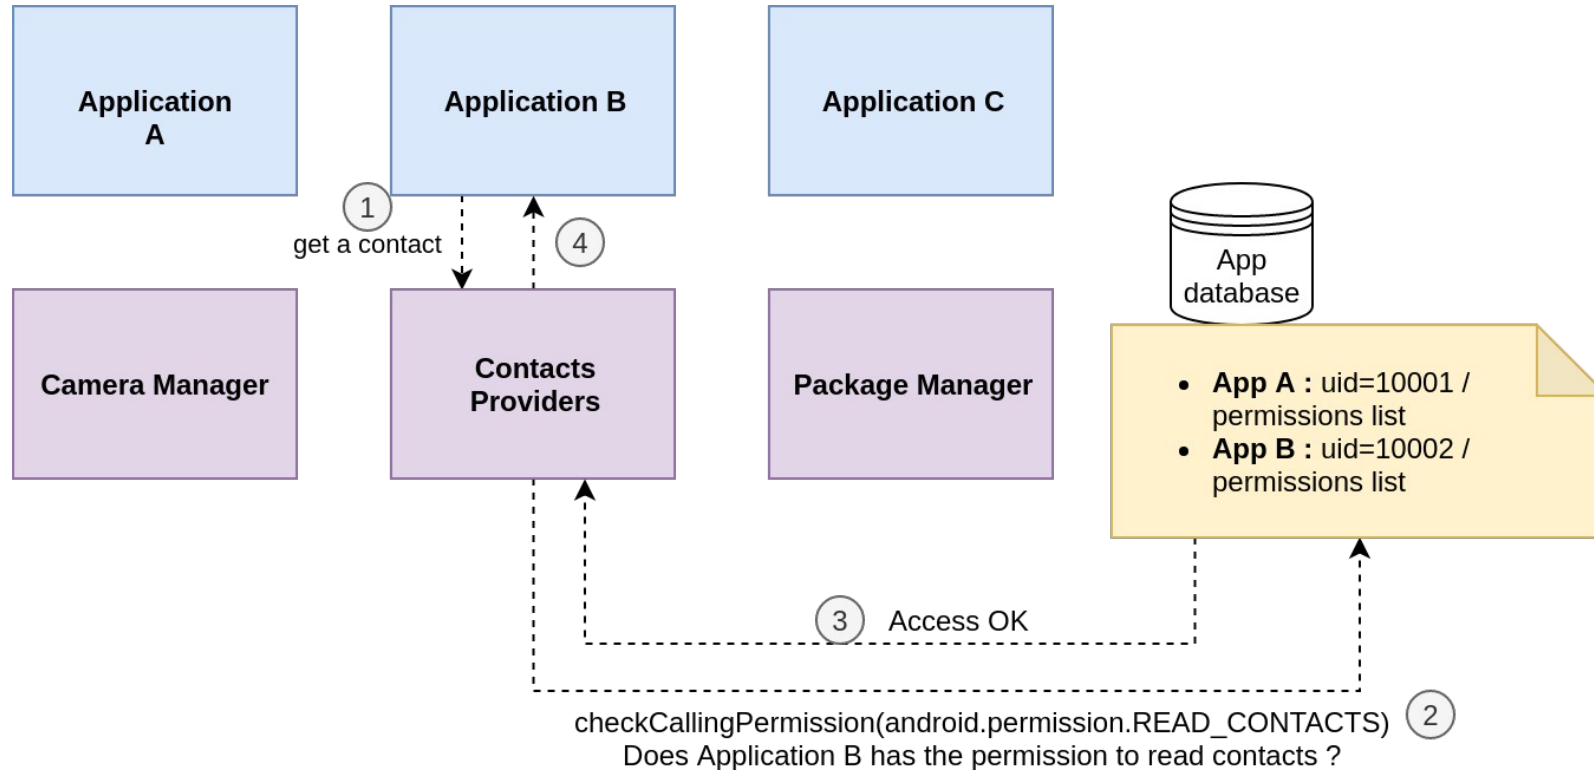 Application
A
Application B
Application C
1
get a contact
4
App
database
Camera Manager
Contacts
Providers
Package Manager
• App A : uid=10001 /
permissions list
• App B : uid=10002 /
permissions list
3
Access OK
checkCallingPermission(android.permission.READ_CONTACTS)
2
Does Application B has the permission to read contacts ?